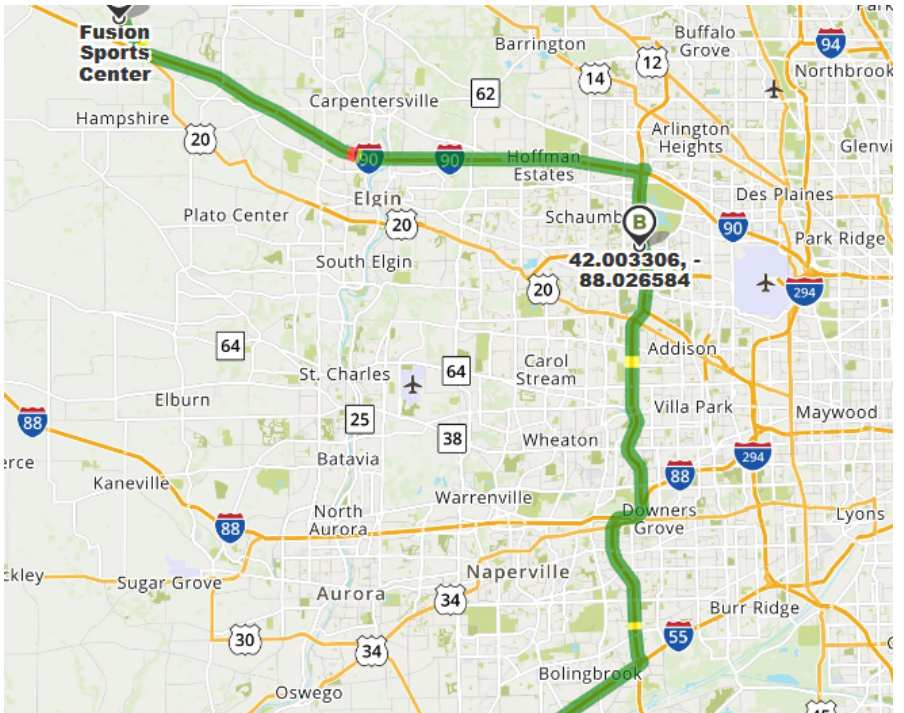 Fusion
Sports
Center
Barrington
Buffalo
Grove
94
Northbrook
14
12
62
Carpentersville
Hampshire
20
Arlington
Heights
90
90
Hoffman
Estates
Elgin
Des Plaines
Plato Center
20
Schaumb
B
90
Park Ridge
South Elgin
42.003306, -
88.026584
20
294
64
Addison
St. Charles
64
Carol
Stream
Elburn
25
Villa Park
Maywood
88
38
Wheaton
Batavia
294
Kaneville
88
Warrenville
North
Aurora
88
Downers
Grove
Lyons
Sugar Grove
Naperville
Aurora
34
Burr Ridge
30
34
55
Bolingbrook
Oswego